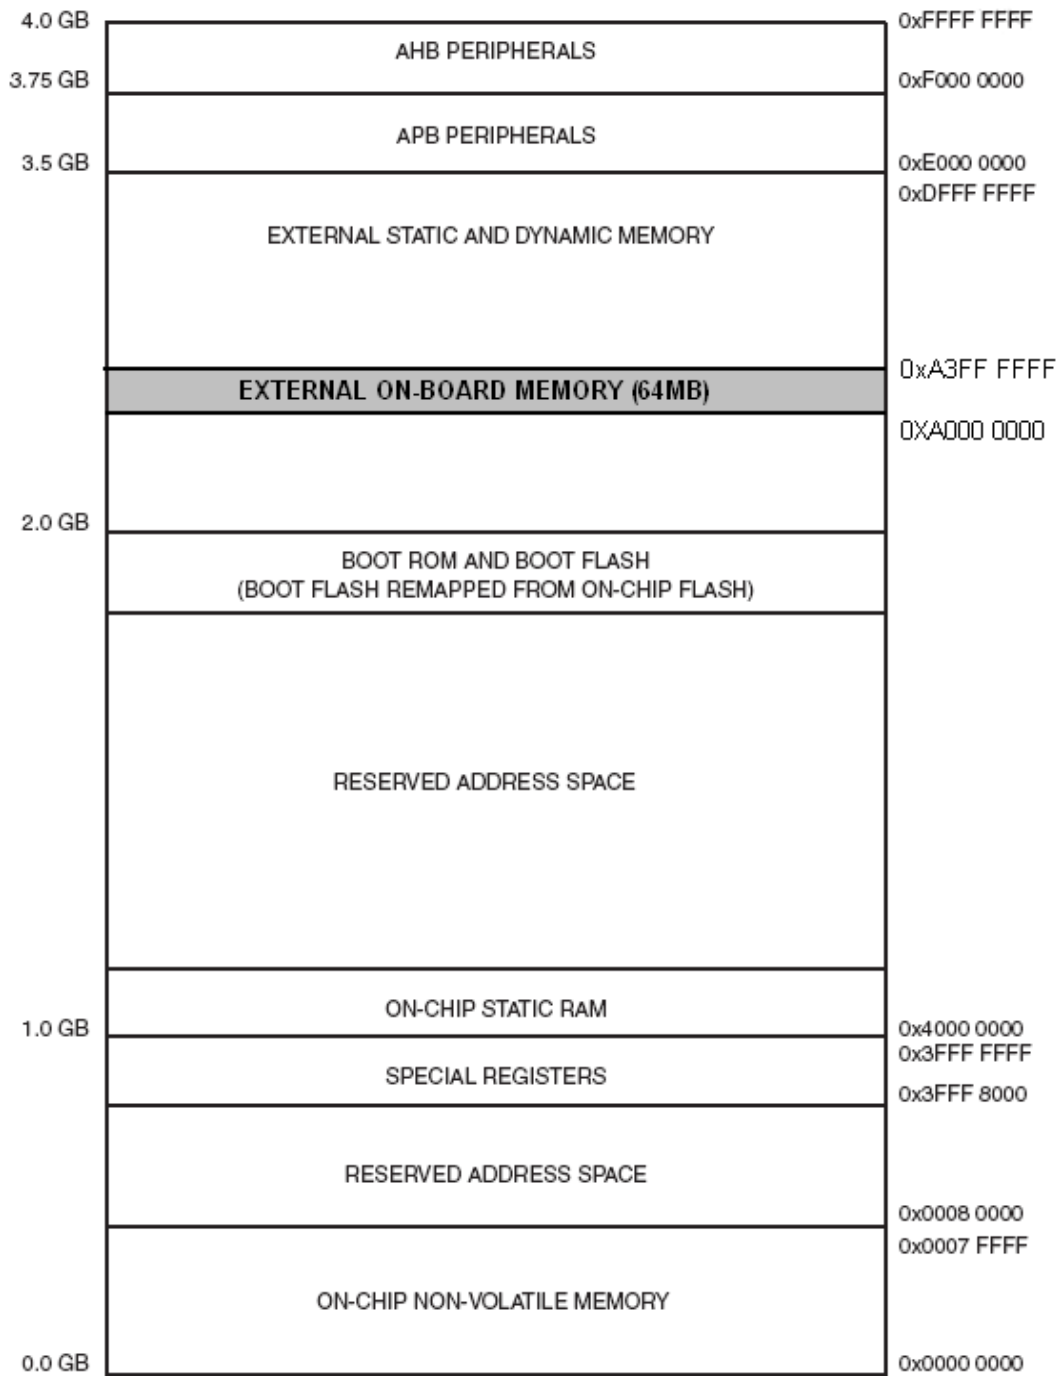 4.0 GB 0xFFFF FFFF
AHB PERIPHERALS
3.75 GB 0xF000 0000
APB PERIPHERALS
3.5 GB 0xE000 0000
0xDFFF FFFF
EXTERNAL STATIC AND DYNAMIC MEMORY
0xA3FF FFFF
EXTERNAL ON-BOARD MEMORY (64MB)
0XA000 0000
2.0 GB
BOOT ROM AND BOOT FLASH
(BOOT FLASH REMAPPED FROM ON-CHIP FLASH)
RESERVED ADDRESS SPACE
ON-CHIP STATIC RAM
1.0 GB 0x4000 0000
0x3FFF FFFF
SPECIAL REGISTERS
0x3FFF 8000
RESERVED ADDRESS SPACE
0x0008 0000
0x0007 FFFF
ON-CHIP NON-VOLATILE MEMORY
0.0 GB 0x0000 0000